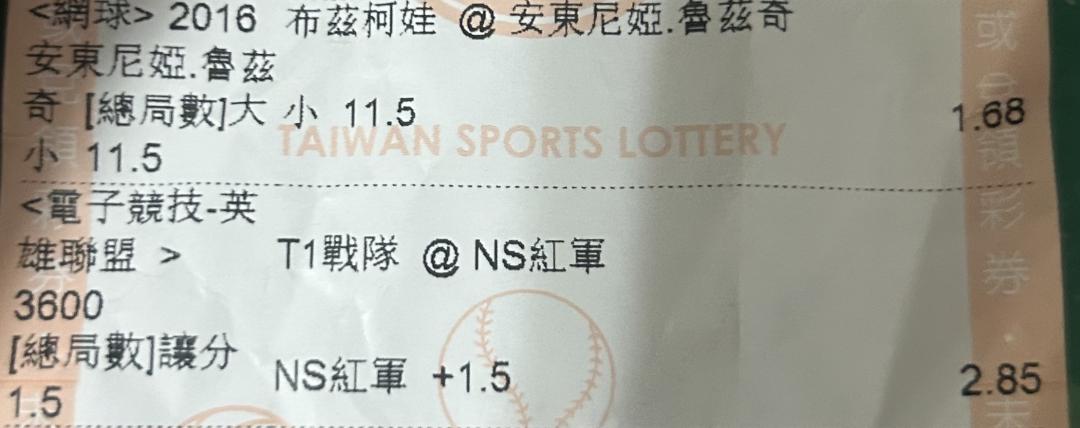 <網球> 2016 布茲柯娃 @ 安東尼婭.魯茲奇
安東尼婭.魯茲
奇 [總局數]大 小 11.5 1.68
小 11.5
TAIWAN SPORTS LOTTERY
<電子競技-英
雄聯盟 > T1戰隊 @ NS紅軍
3600
[總局數]讓分
1.5 NS紅軍 +1.5 2.85
領彩券